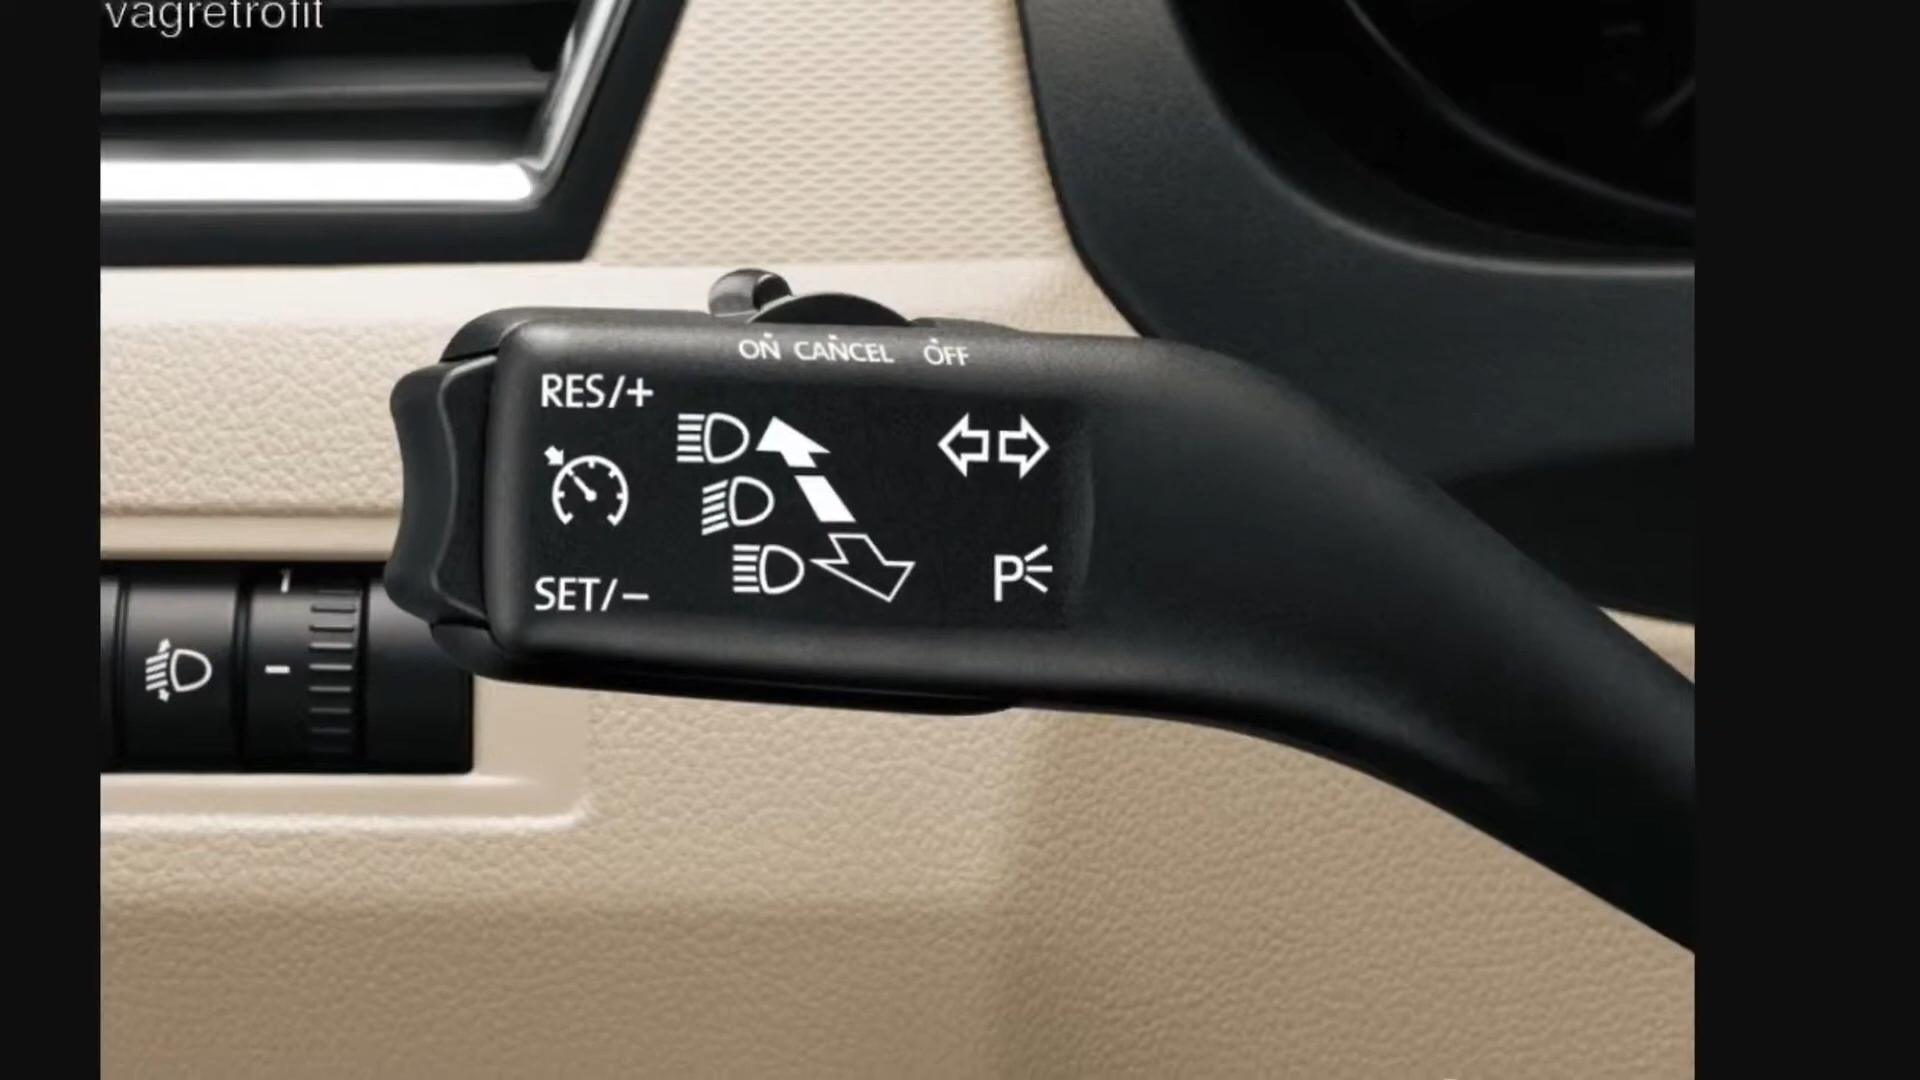 vagretrofit
ON CANCEL OFF
RES/+
SET/−
P